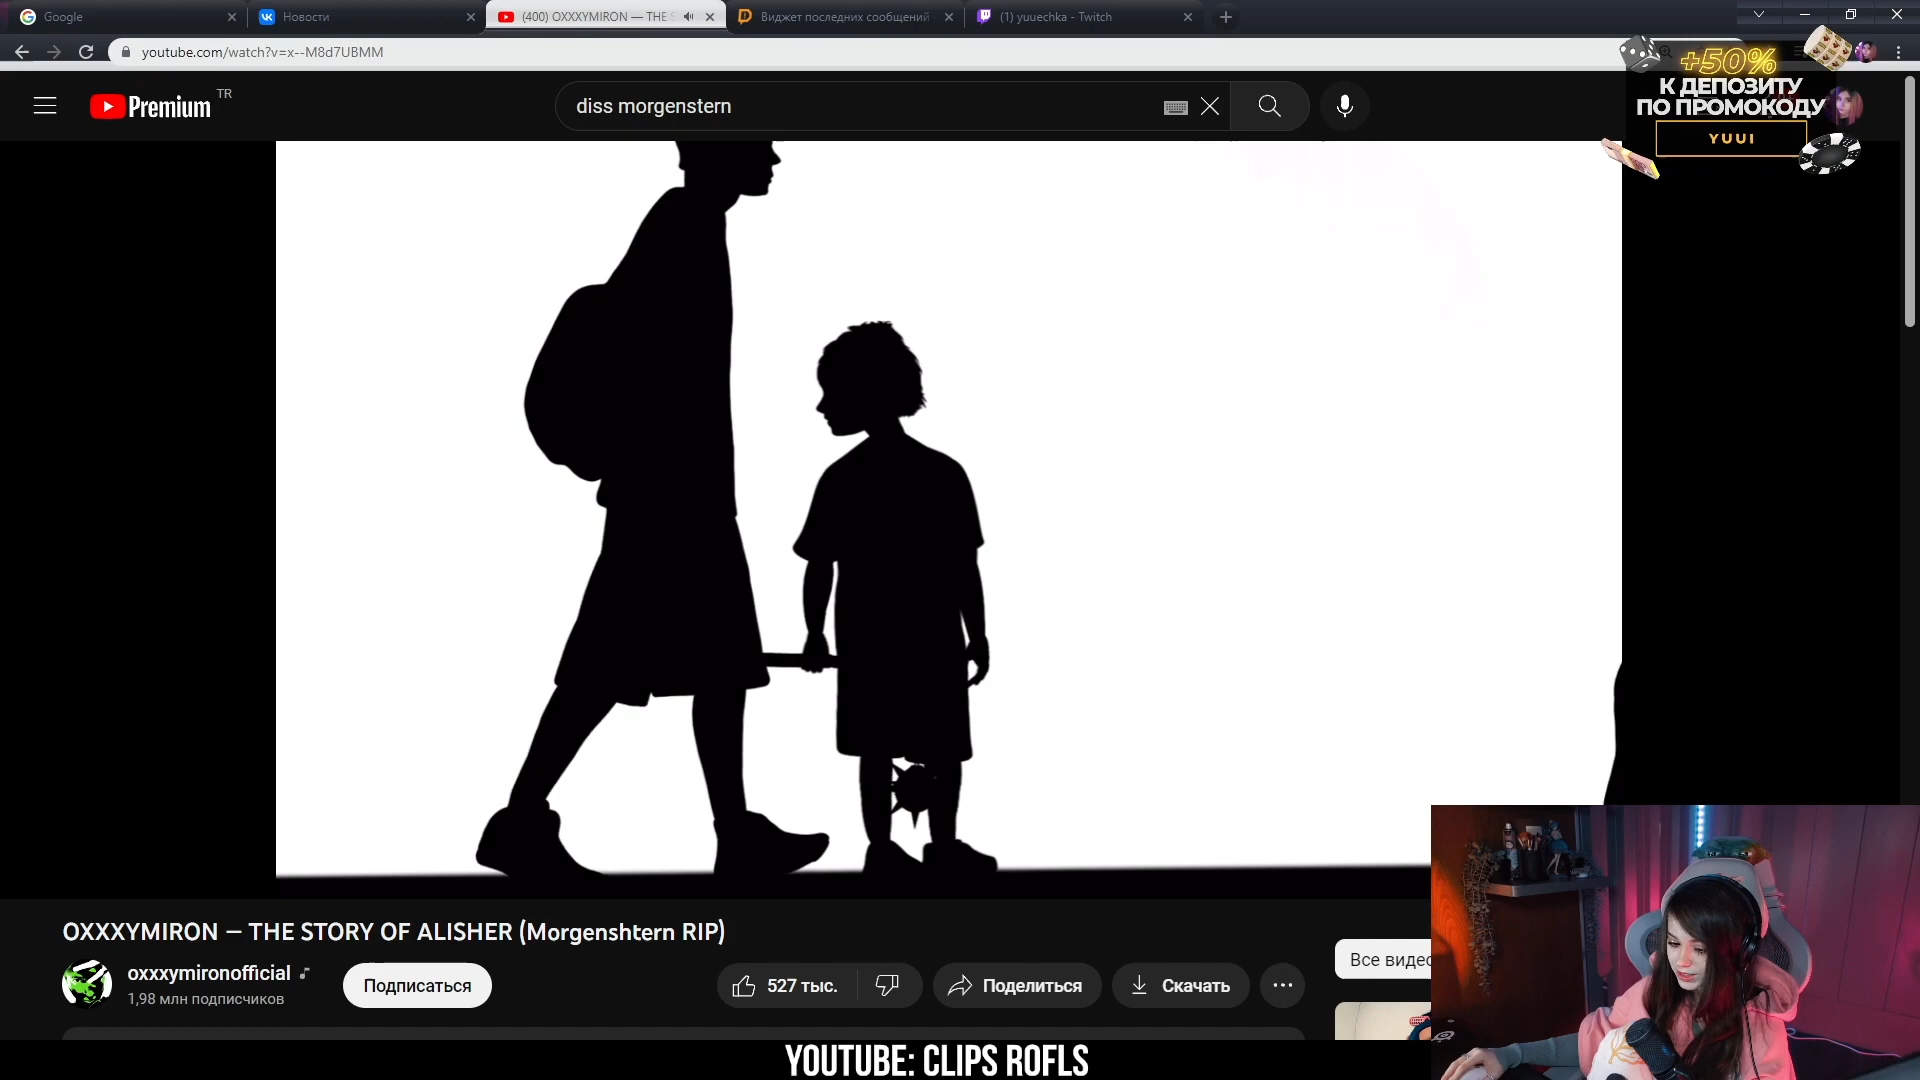 Google
Новости
(400) OXXXYMIRON — THE
Виджет последних сообщений
(1) yuuechka - Twitch
youtube.com/watch?v=x--M8d7UBMM
Premium
TR
diss morgenstern
+50%
К ДЕПОЗИТУ
ПО ПРОМОКОДУ
YUUI
OXXXYMIRON — THE STORY OF ALISHER (Morgenshtern RIP)
oxxxymironofficial
1,98 млн подписчиков
Подписаться
527 тыс.
Поделиться
Скачать
Все видео
YOUTUBE: CLIPS ROFLS